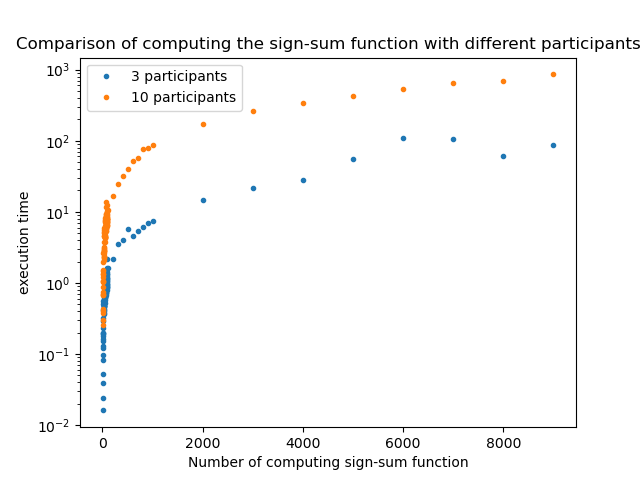 Comparison of computing the sign-sum function with different participants
3 participants
10 participants
10³
10²
10¹
10⁰
10⁻¹
10⁻²
execution time
0 2000 4000 6000 8000
Number of computing sign-sum function